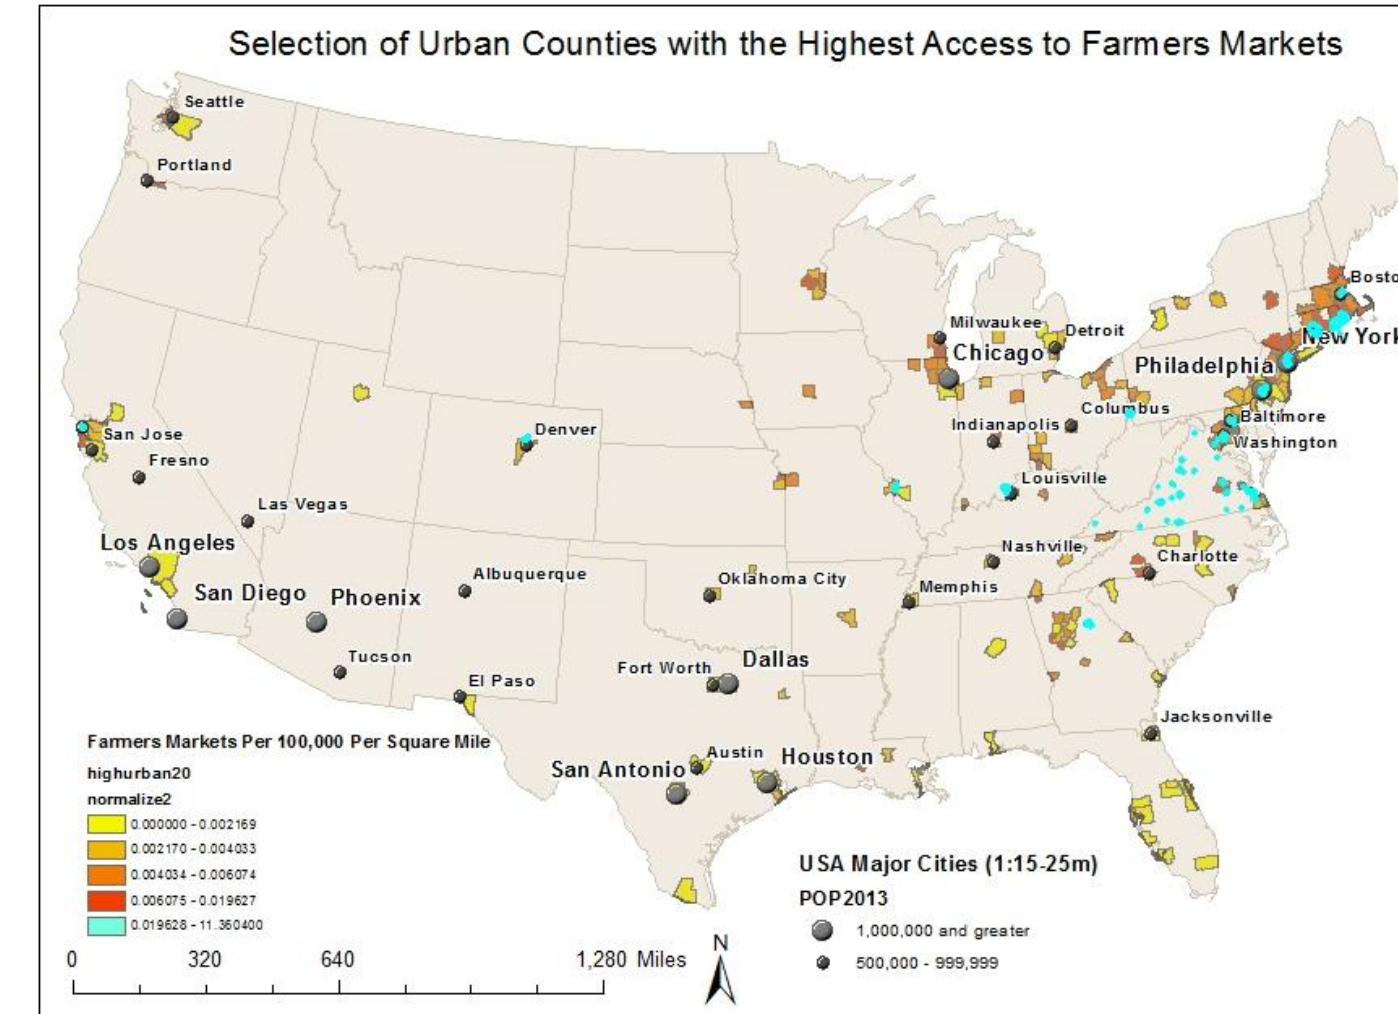 Selection of Urban Counties with the Highest Access to Farmers Markets
Seattle
Portland
Bosto
Milwaukee
Detroit
New York
Chicago
Philadelphia
Columbus
Baltimore
Indianapolis
Washington
Denver
San Jose
Fresno
Louisville
Las Vegas
Los Angeles
Nashville
Charlotte
Albuquerque
Oklahoma City
Memphis
San Diego
Phoenix
Tucson
Fort Worth
Dallas
El Paso
Jacksonville
Austin
Houston
San Antonio
Farmers Markets Per 100,000 Per Square Mile
highurban20
normalize2
0.000000 - 0.002169
0.002170 - 0.004033
0.004034 - 0.006074
0.006075 - 0.019627
0.019628 - 11.360400
USA Major Cities (1:15-25m)
POP2013
1,000,000 and greater
500,000 - 999,999
0 320 640 1,280 Miles
N